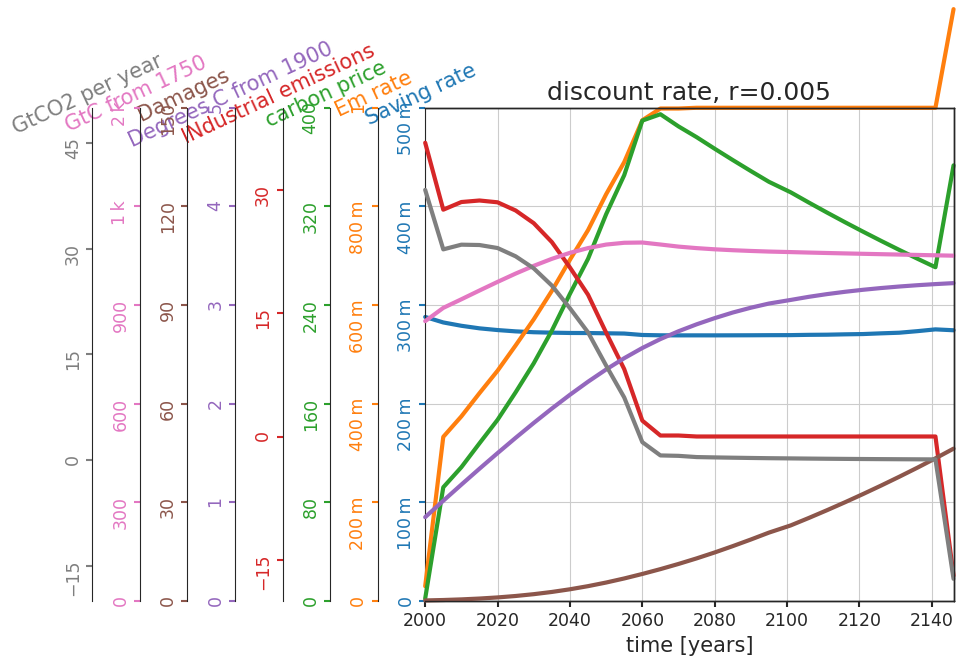 discount rate, r=0.005
GtCO2 per year
GtC from 1750
Damages
Degrees C from 1900
INdustrial emissions
carbon price
Em rate
Saving rate
45
30
15
0
−15
1 k
900
600
300
0
120
90
60
30
0
4
3
2
1
0
30
15
0
−15
400
320
240
160
80
0
800 m
600 m
400 m
200 m
0
500 m
400 m
300 m
200 m
100 m
0
2000
2020
2040
2060
2080
2100
2120
2140
time [years]